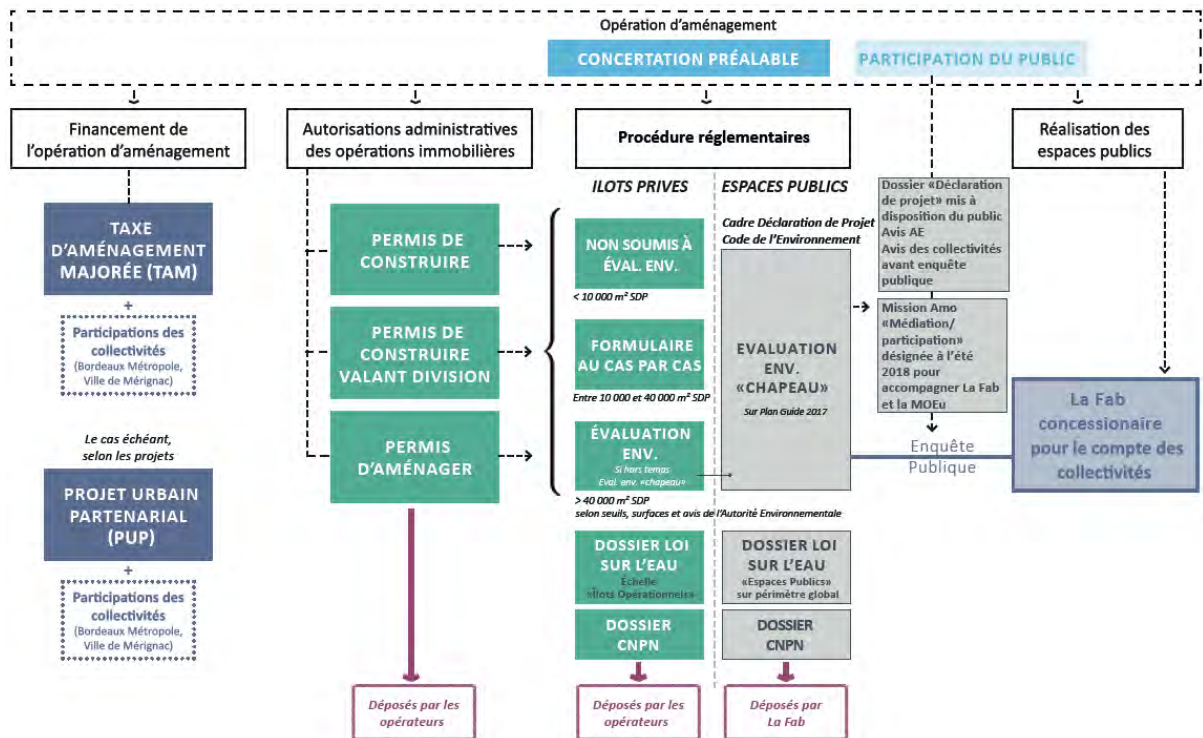 Opération d'aménagement
CONCERTATION PRÉALABLE
PARTICIPATION DU PUBLIC
Financement de
l'opération d'aménagement
Autorisations administratives
des opérations immobilières
Procédure réglementaires
Réalisation des
espaces publics
TAXE
D'AMÉNAGEMENT
MAJORÉE (TAM)
+
Participations des
collectivités
(Bordeaux Métropole,
Ville de Mérignac)
Le cas échéant,
selon les projets
PROJET URBAIN
PARTENARIAL
(PUP)
+
Participations des
collectivités
(Bordeaux Métropole,
Ville de Mérignac)
PERMIS DE
CONSTRUIRE
PERMIS DE
CONSTRUIRE
VALANT DIVISION
PERMIS
D'AMÉNAGER
Déposés par les
opérateurs
ILOTS PRIVES
NON SOUMIS À
ÉVAL. ENV.
< 10 000 m² SDP
FORMULAIRE
AU CAS PAR CAS
Entre 10 000 et 40 000 m² SDP
ÉVALUATION
ENV.
Si hors temps
Eval. env. «chapeau»
> 40 000 m² SDP
selon seuils, surfaces et avis de l'Autorité Environnementale
DOSSIER LOI
SUR L'EAU
Échelle
«Îlots Opérationnels»
DOSSIER
CNPN
Déposés par les
opérateurs
ESPACES PUBLICS
Cadre Déclaration de Projet
Code de l'Environnement
EVALUATION
ENV.
«CHAPEAU»
Sur Plan Guide 2017
DOSSIER LOI
SUR L'EAU
«Espaces Publics»
sur périmètre global
DOSSIER
CNPN
Déposés par
La Fab
Dossier «Déclaration
de projet» mis à
disposition du public
Avis AE
Avis des collectivités
avant enquête
publique
Mission Amo
«Médiation/
participation»
désignée à l'été
2018 pour
accompagner La Fab
et la MOEu
Enquête
Publique
La Fab
concessionaire
pour le compte des
collectivités